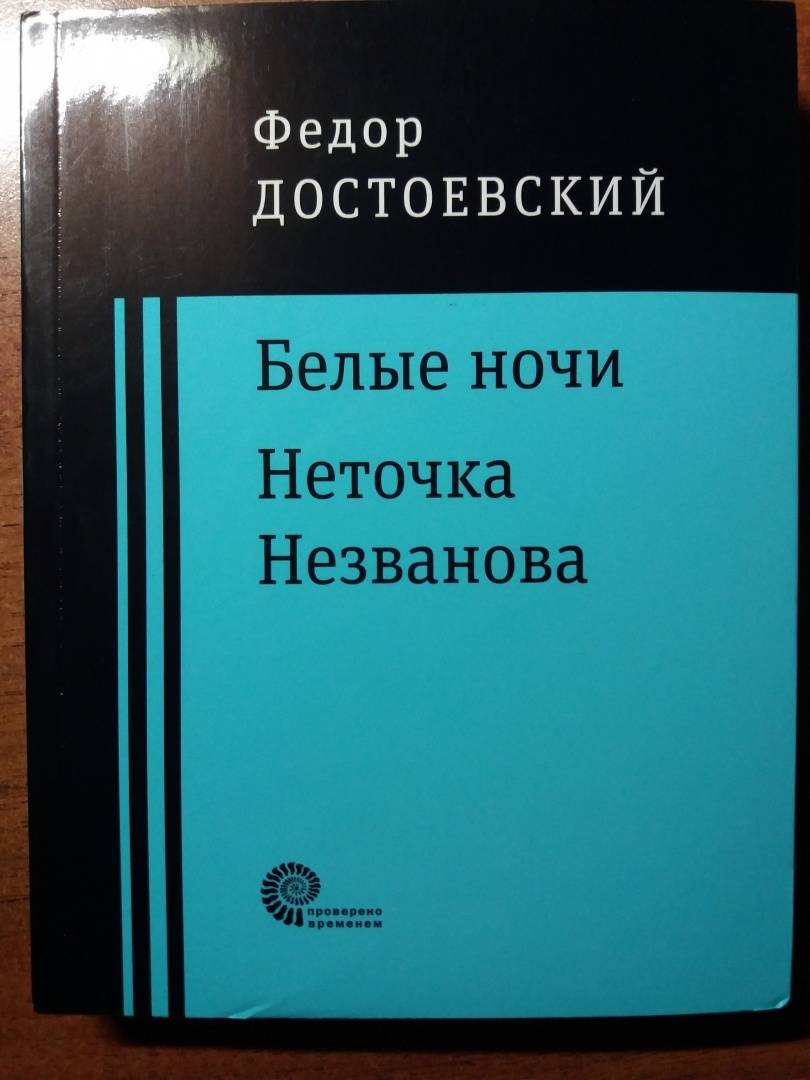 Федор
ДОСТОЕВСКИЙ
Белые ночи
Неточка
Незванова
проверено
временем